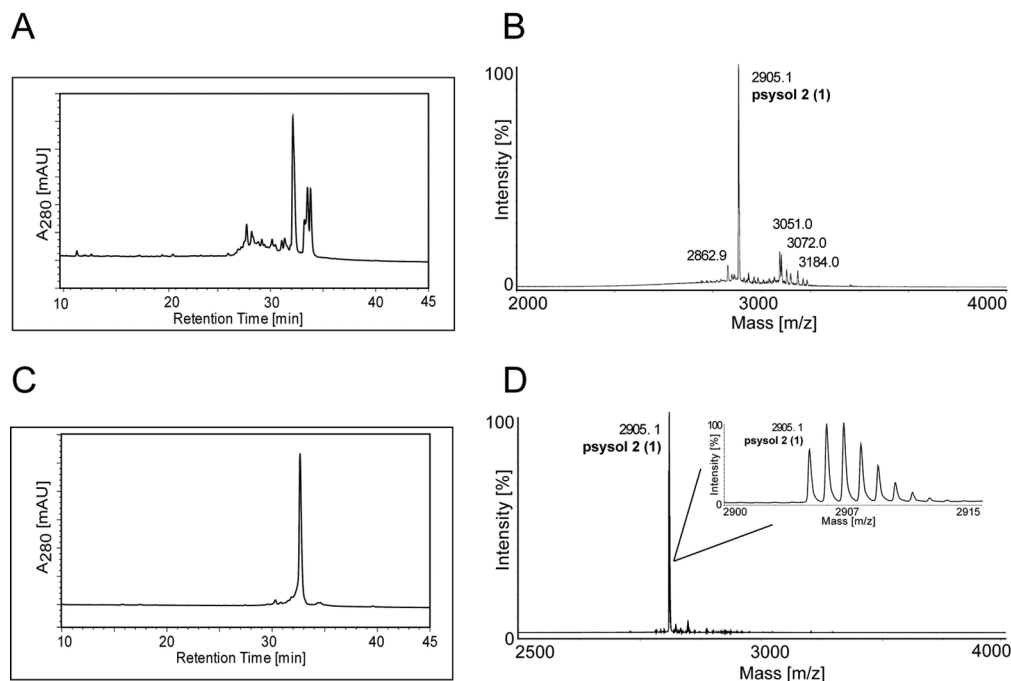 A
A280 [mAU]
10
20
30
40
45
Retention Time [min]
B
100
Intensity [%]
0
2905.1
psysol 2 (1)
2862.9
3051.0
3072.0
3184.0
2000
3000
4000
Mass [m/z]
C
A280 [mAU]
10
20
30
40
45
Retention Time [min]
D
100
Intensity [%]
0
2905. 1
psysol 2 (1)
100
Intensity [%]
0
2905. 1
psysol 2 (1)
2900
2907
2915
Mass [m/z]
2500
3000
4000
Mass [m/z]